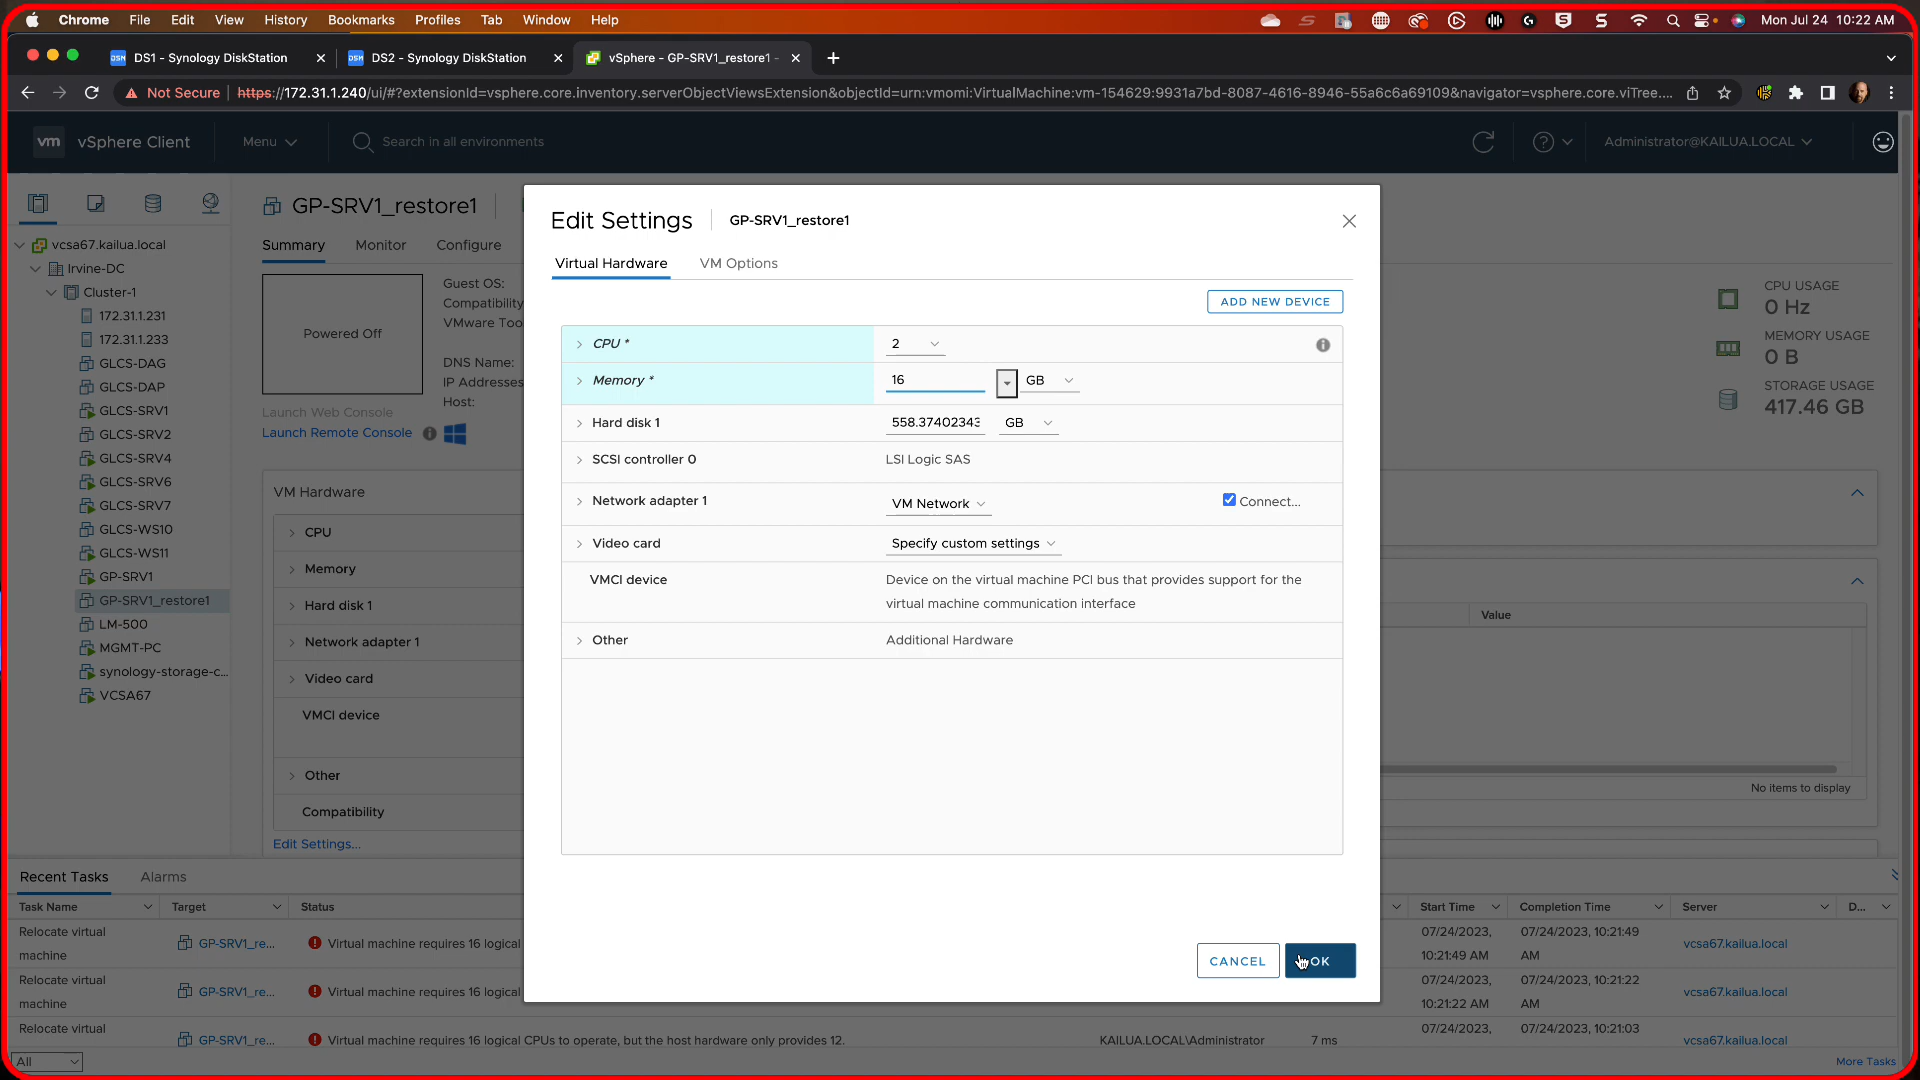 Chrome File Edit View History Bookmarks Profiles Tab Window Help Mon Jul 24 10:22 AM
DS1 - Synology DiskStation DS2 - Synology DiskStation vSphere - GP-SRV1_restore1 -
Not Secure https://172.31.1.240/ui/#?extensionId=vsphere.core.inventory.serverObjectViewsExtension&objectId=urn:vmomi:VirtualMachine:vm-154629:9931a7bd-8087-4616-8946-55a6c6a69109&navigator=vsphere.core.viTree....
vm vSphere Client Menu Search in all environments Administrator@KAILUA.LOCAL
GP-SRV1_restore1
Summary Monitor Configure
vcsa67.kailua.local
Irvine-DC
Cluster-1
172.31.1.231
172.31.1.233
GLCS-DAG
GLCS-DAP
GLCS-SRV1
GLCS-SRV2
GLCS-SRV4
GLCS-SRV6
GLCS-SRV7
GLCS-WS10
GLCS-WS11
GP-SRV1
GP-SRV1_restore1
LM-500
MGMT-PC
synology-storage-c...
VCSA67
Powered Off
Guest OS:
Compatibility
VMware Too
DNS Name:
IP Addresses
Host:
Launch Web Console
Launch Remote Console
VM Hardware
CPU
Memory
Hard disk 1
Network adapter 1
Video card
VMCI device
Other
Compatibility
Edit Settings...
Edit Settings GP-SRV1_restore1
Virtual Hardware VM Options
ADD NEW DEVICE
CPU * 2
Memory * 16 GB
Hard disk 1 558.37402343 GB
SCSI controller 0 LSI Logic SAS
Network adapter 1 VM Network Connect...
Video card Specify custom settings
VMCI device Device on the virtual machine PCI bus that provides support for the
virtual machine communication interface
Other Additional Hardware
CANCEL OK
CPU USAGE
0 Hz
MEMORY USAGE
0 B
STORAGE USAGE
417.46 GB
Value
No items to display
Recent Tasks Alarms
Task Name Target Status Start Time Completion Time Server D...
Relocate virtual
machine GP-SRV1_re... Virtual machine requires 16 logical 07/24/2023,
10:21:49 AM 07/24/2023, 10:21:49
AM vcsa67.kailua.local
Relocate virtual
machine GP-SRV1_re... Virtual machine requires 16 logical 07/24/2023,
10:21:22 AM 07/24/2023, 10:21:22
AM vcsa67.kailua.local
Relocate virtual GP-SRV1_re... Virtual machine requires 16 logical CPUs to operate, but the host hardware only provides 12. KAILUA.LOCAL\Administrator 7 ms 07/24/2023, 07/24/2023, 10:21:03 vcsa67.kailua.local
All More Tasks